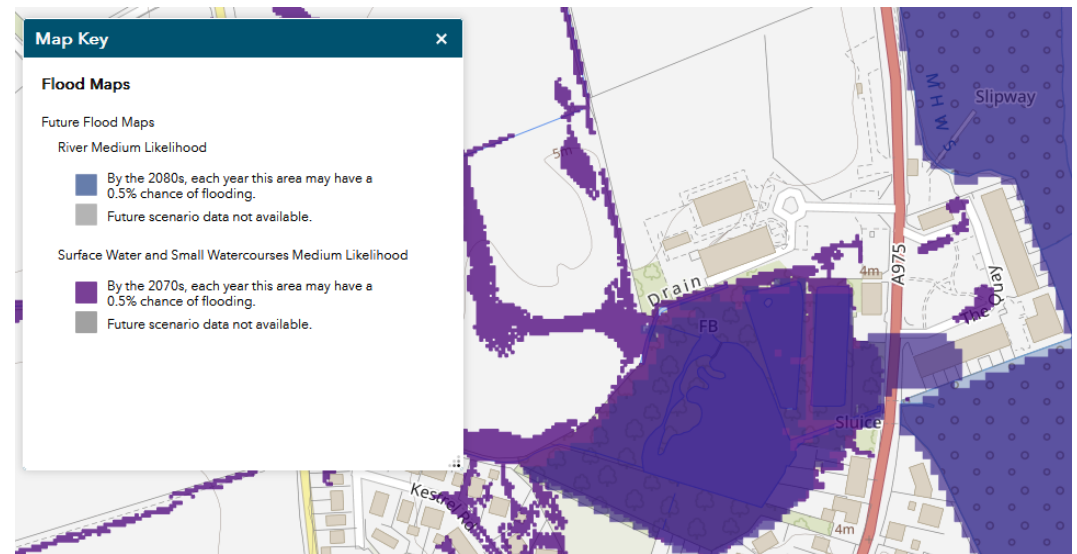 Map Key
×
Flood Maps
Future Flood Maps
River Medium Likelihood
By the 2080s, each year this area may have a
0.5% chance of flooding.
Future scenario data not available.
Surface Water and Small Watercourses Medium Likelihood
By the 2070s, each year this area may have a
0.5% chance of flooding.
Future scenario data not available.
MHWS
Slipway
5m
A975
4m
Drain
The Quay
FB
Sluice
Kestrel Road
4m